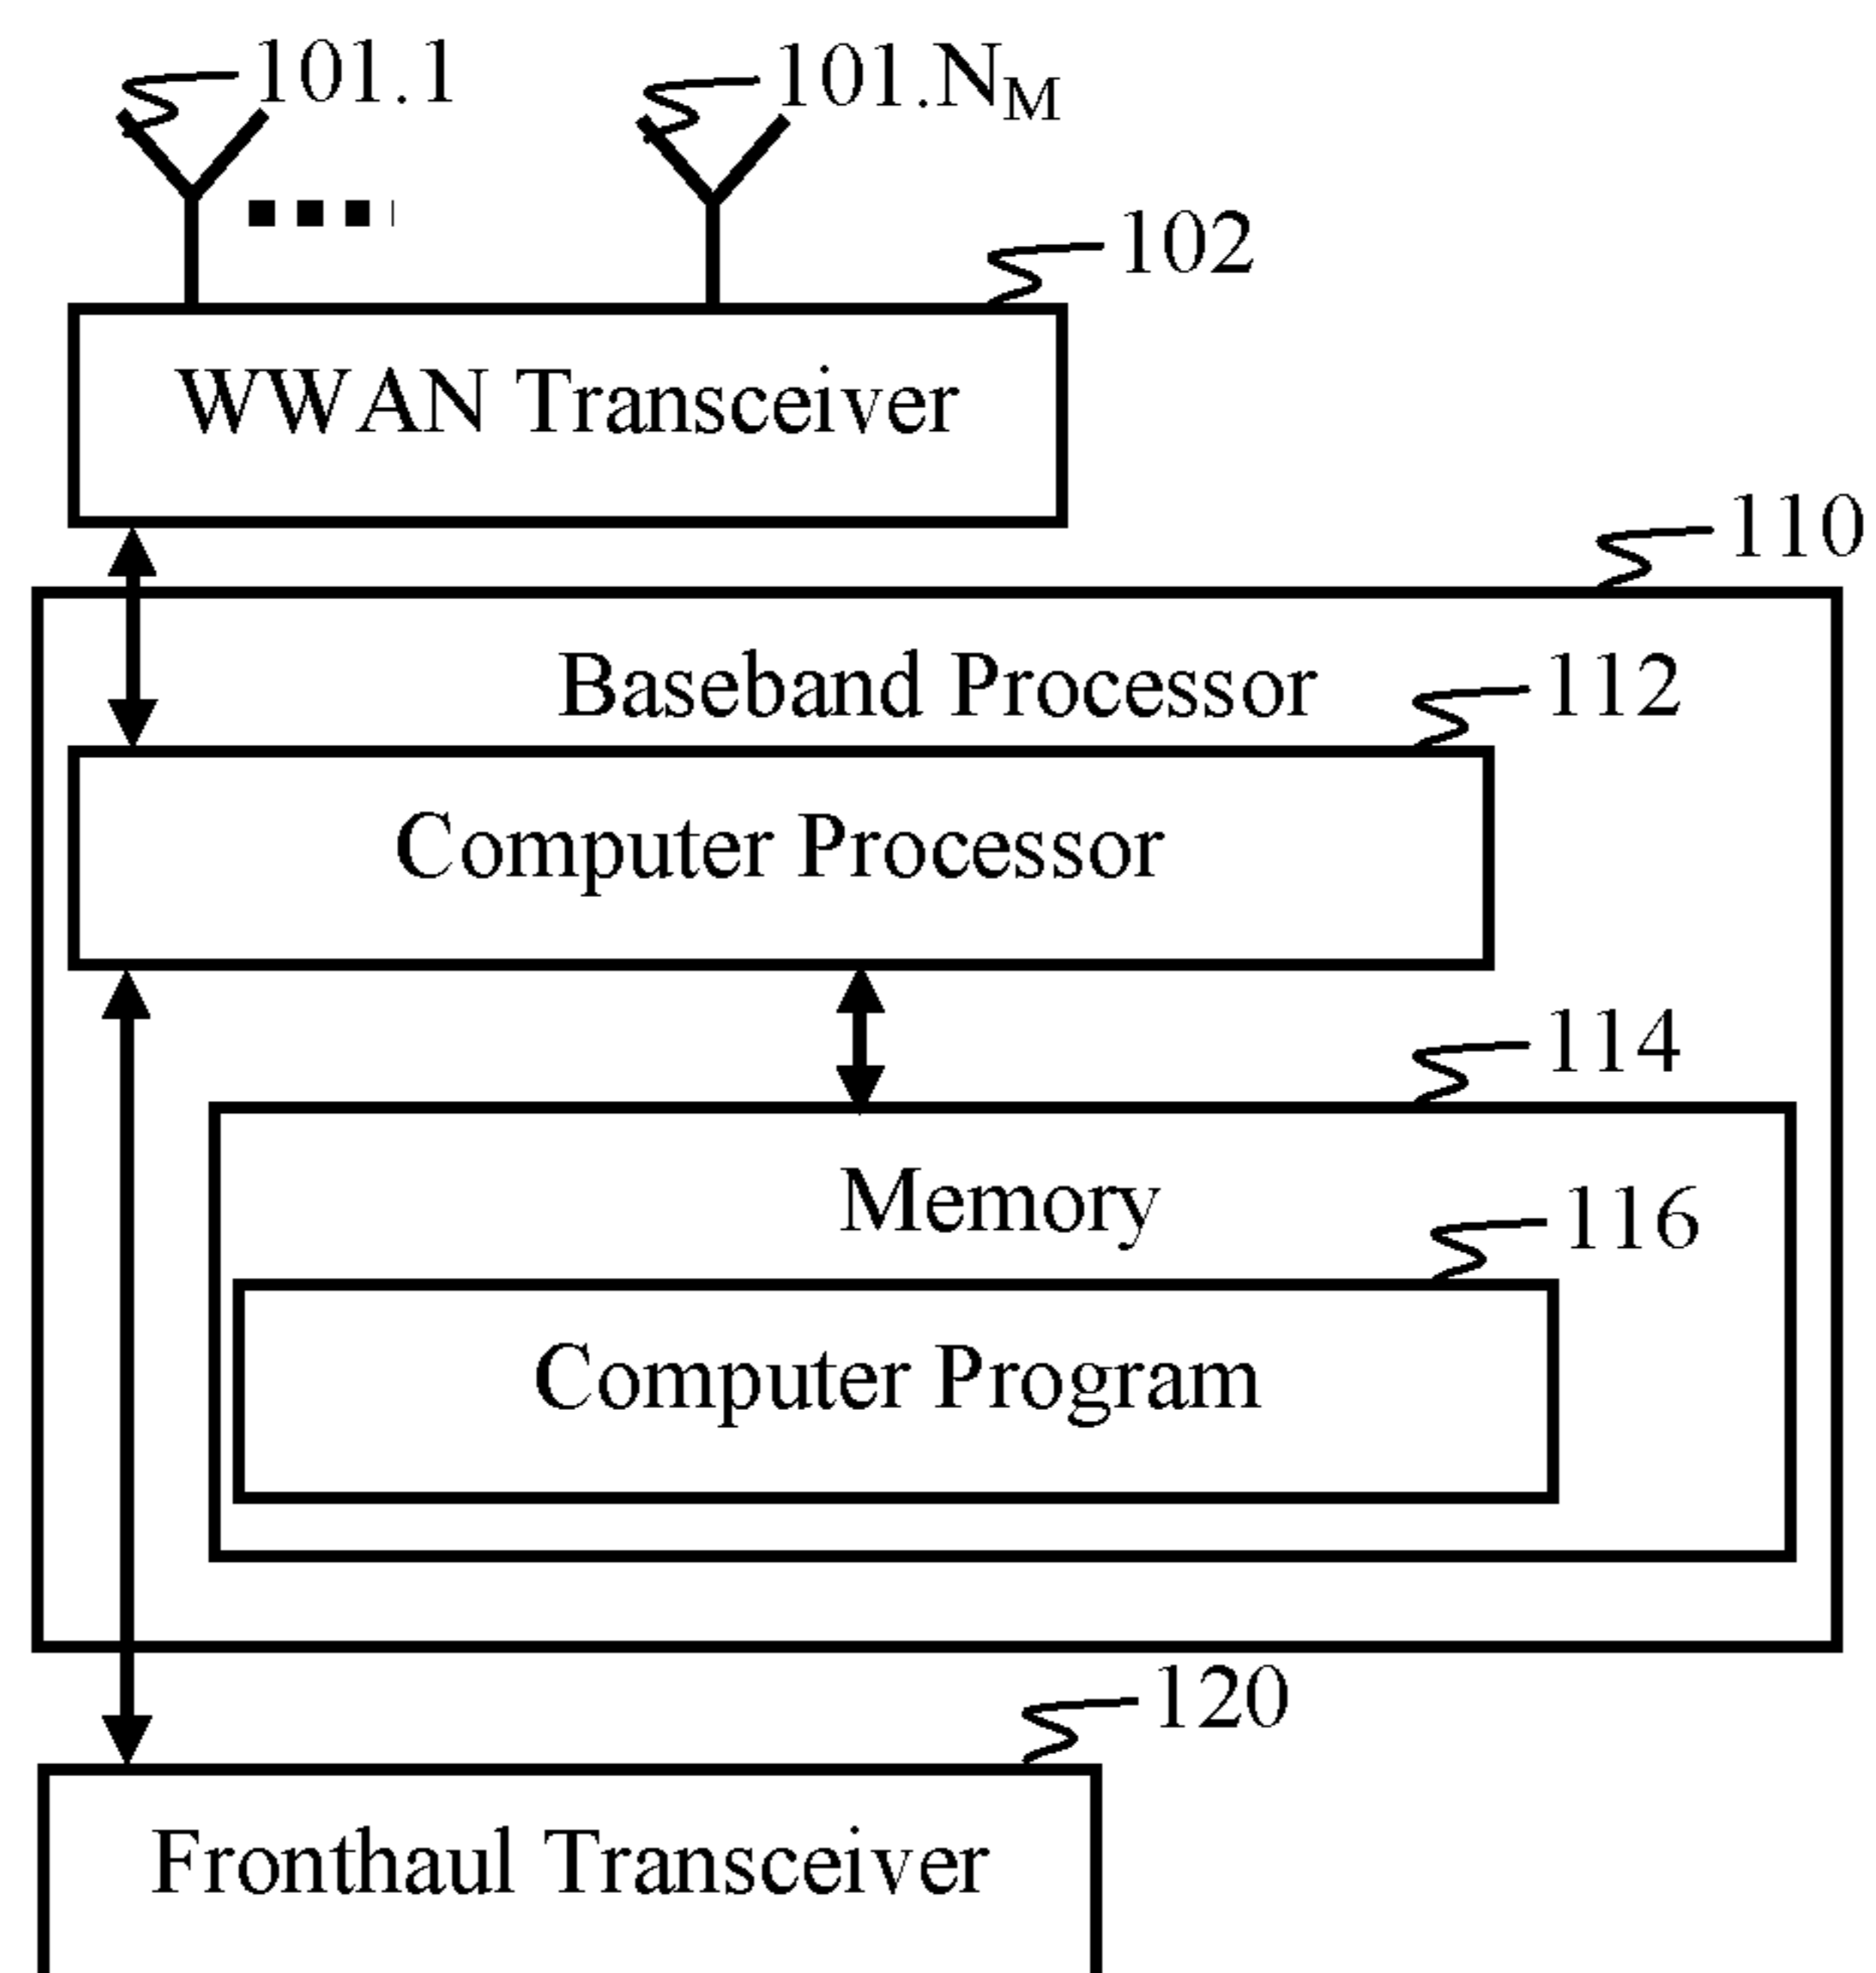 101.1
101.N_M
102
WWAN Transceiver
110
Baseband Processor
112
Computer Processor
114
Memory
116
Computer Program
120
Fronthaul Transceiver